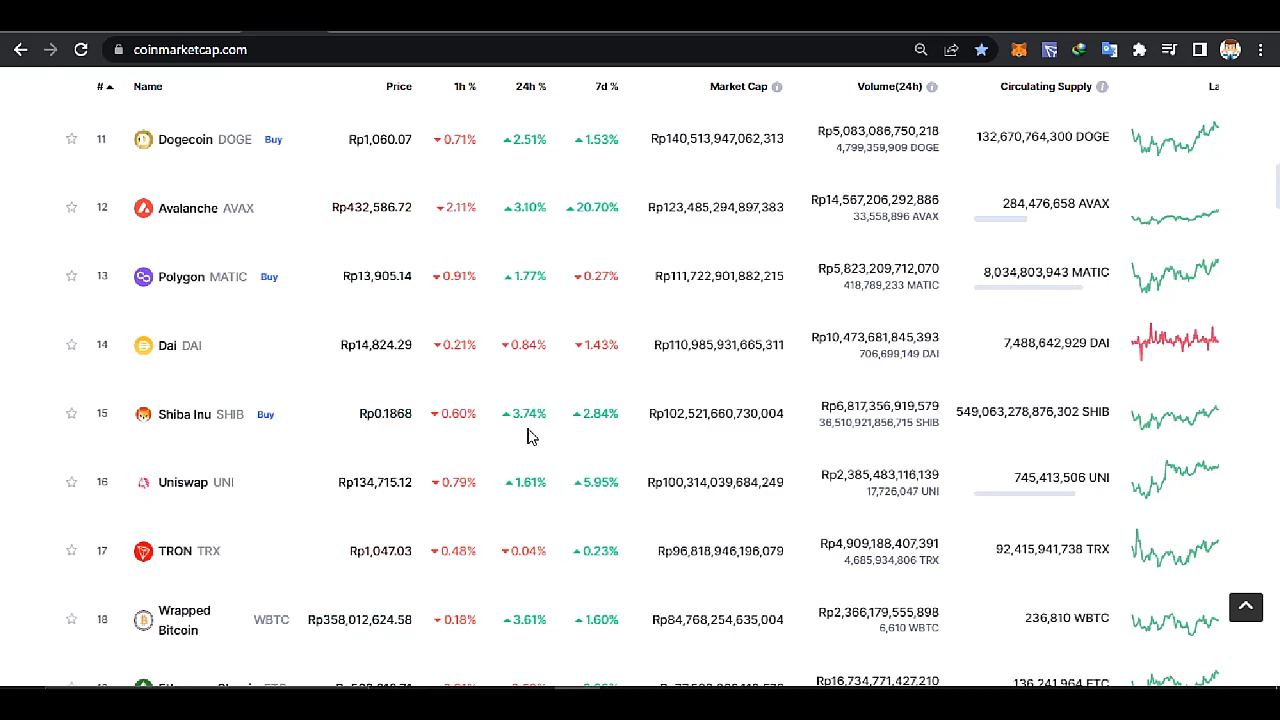 coinmarketcap.com
# Name Price 1h % 24h % 7d % Market Cap Volume(24h) Circulating Supply La
11 Dogecoin DOGE Buy Rp1,060.07 0.71% 2.51% 1.53% Rp140,513,947,062,313 Rp5,083,086,750,218 132,670,764,300 DOGE
4,799,359,909 DOGE
12 Avalanche AVAX Rp432,586.72 2.11% 3.10% 20.70% Rp123,485,294,897,383 Rp14,567,206,292,886 284,476,658 AVAX
33,558,896 AVAX
13 Polygon MATIC Buy Rp13,905.14 0.91% 1.77% 0.27% Rp111,722,901,882,215 Rp5,823,209,712,070 8,034,803,943 MATIC
418,789,233 MATIC
14 Dai DAI Rp14,824.29 0.21% 0.84% 1.43% Rp110,985,931,665,311 Rp10,473,681,845,393 7,488,642,929 DAI
706,699,149 DAI
15 Shiba Inu SHIB Buy Rp0.1868 0.60% 3.74% 2.84% Rp102,521,660,730,004 Rp6,817,356,919,579 549,063,278,876,302 SHIB
36,510,921,856,715 SHIB
16 Uniswap UNI Rp134,715.12 0.79% 1.61% 5.95% Rp100,314,039,684,249 Rp2,385,483,116,139 745,413,506 UNI
17,726,047 UNI
17 TRON TRX Rp1,047.03 0.48% 0.04% 0.23% Rp96,818,946,196,079 Rp4,909,188,407,391 92,415,941,738 TRX
4,685,934,806 TRX
18 Wrapped Bitcoin WBTC Rp358,012,624.58 0.18% 3.61% 1.60% Rp84,768,254,635,004 Rp2,366,179,555,898 236,810 WBTC
6,610 WBTC
Rp16,734,771,427,210 136,241,964 ETC